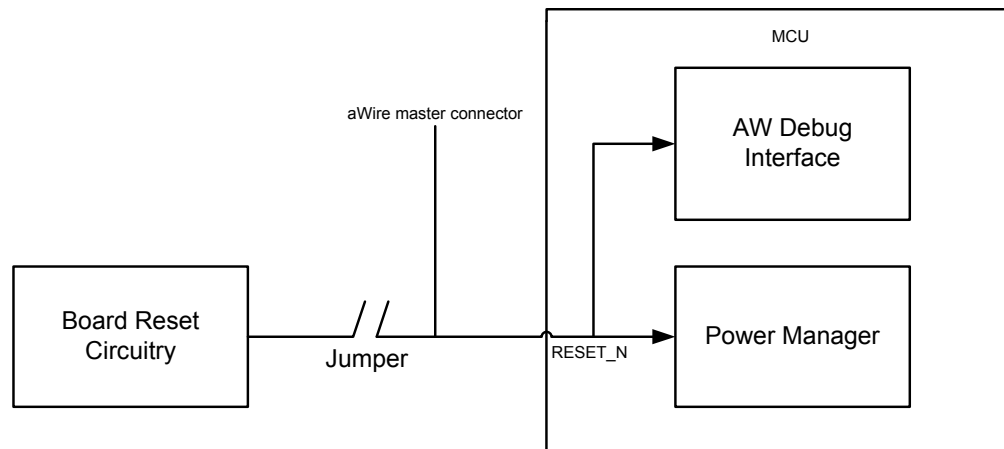 MCU
aWire master connector
AW Debug
Interface
Board Reset
Circuitry
Jumper
RESET_N
Power Manager